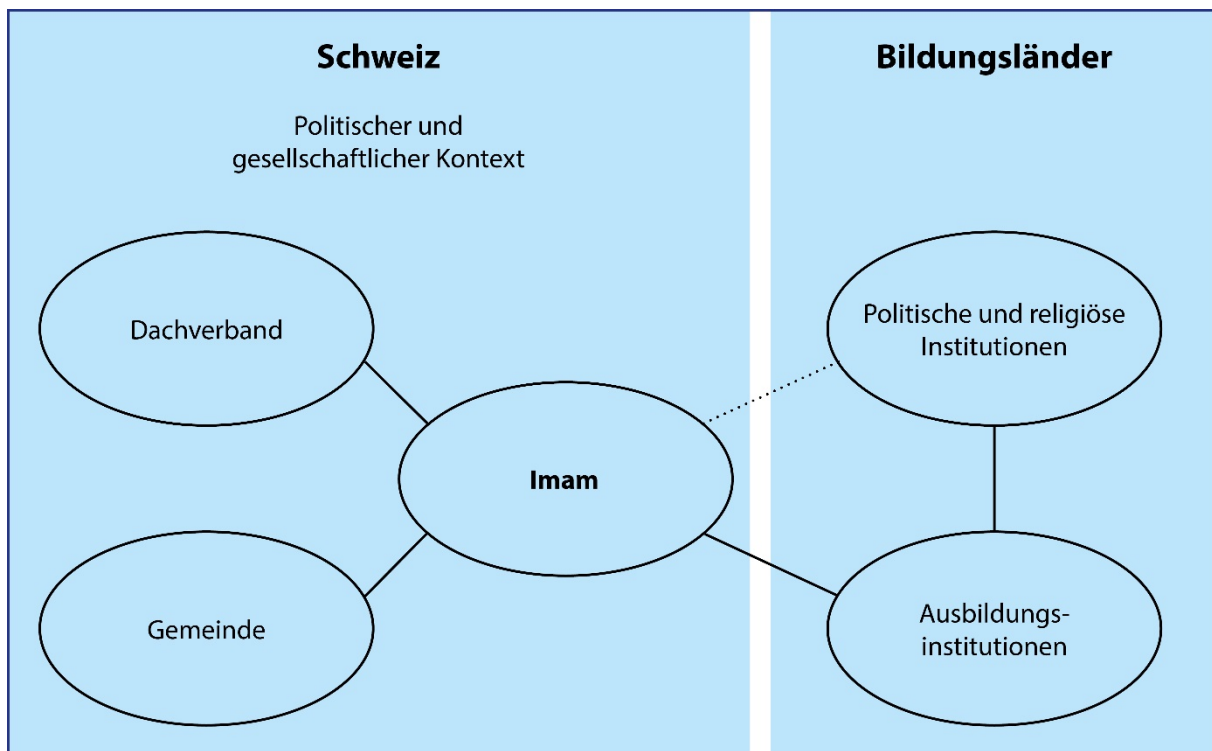 Schweiz
Bildungsländer
Politischer und
gesellschaftlicher Kontext
Dachverband
Politische und religiöse
Institutionen
Imam
Gemeinde
Ausbildungs-
institutionen